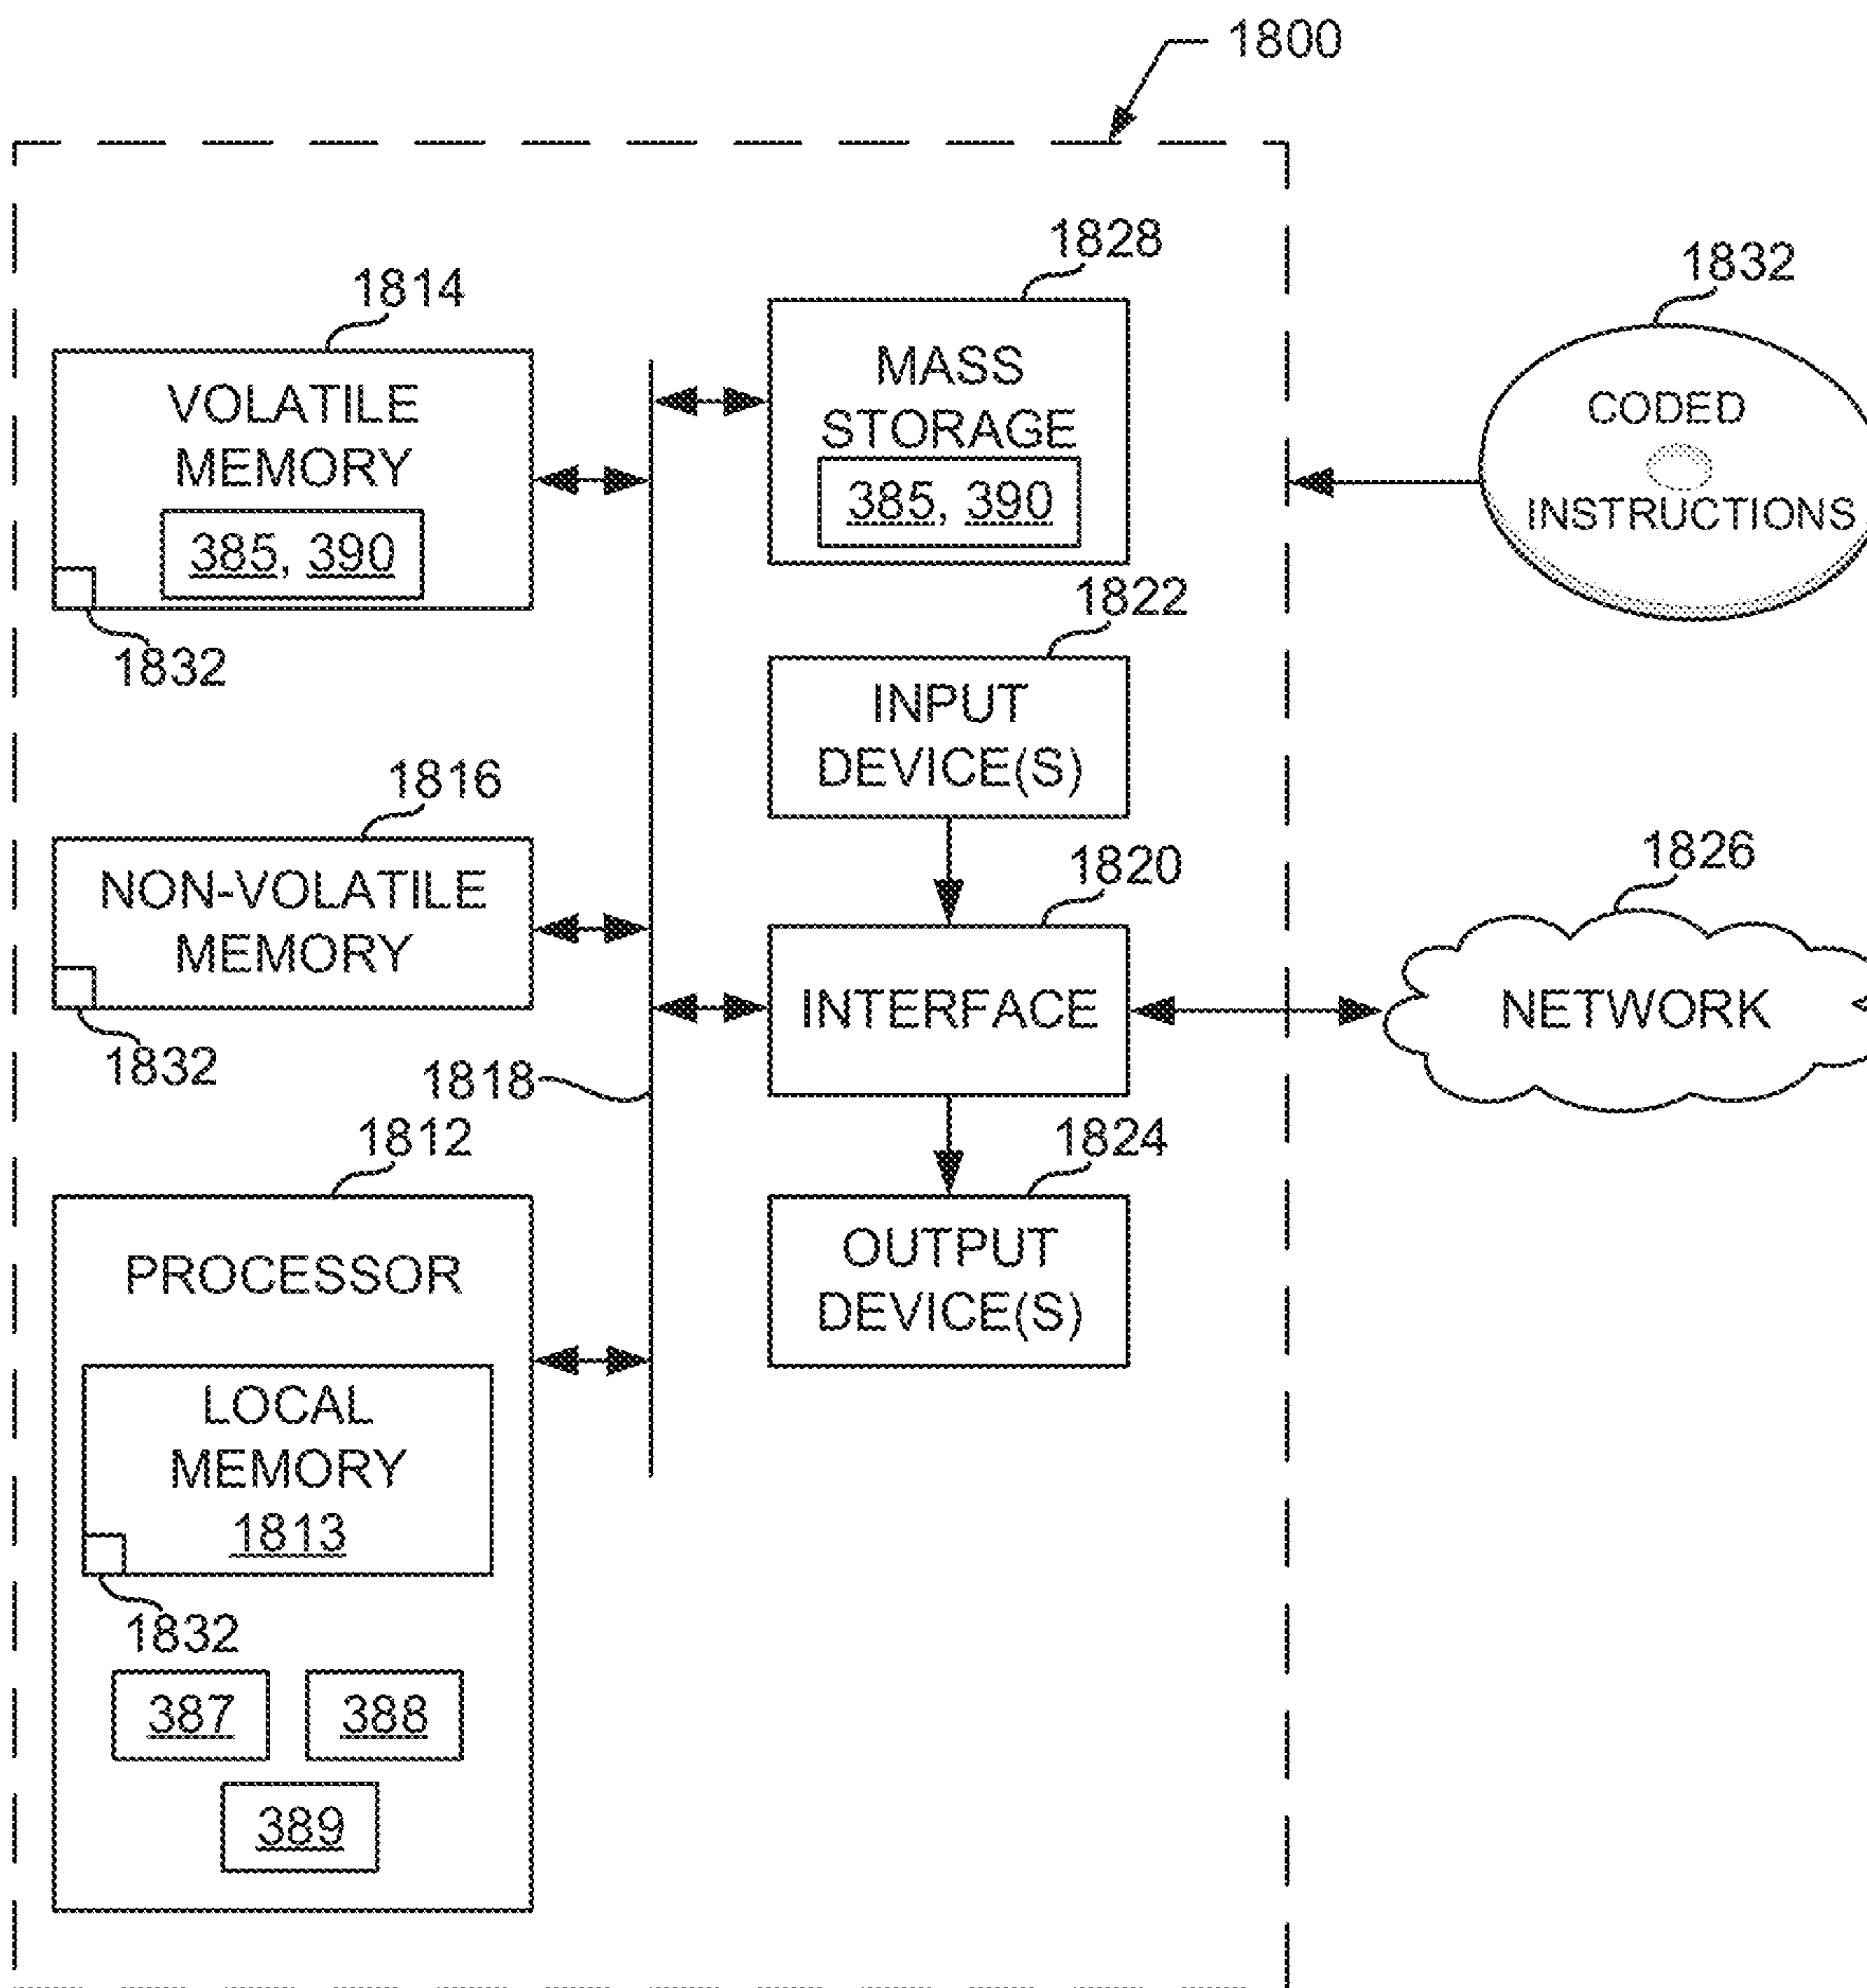 1800
1828
1832
1814
MASS
STORAGE
385, 390
VOLATILE
MEMORY
385, 390
1832
CODED
INSTRUCTIONS
1822
INPUT
DEVICE(S)
1816
NON-VOLATILE
MEMORY
1832
1820
INTERFACE
1826
NETWORK
1818
1812
PROCESSOR
LOCAL
MEMORY
1813
1832
387
388
389
1824
OUTPUT
DEVICE(S)